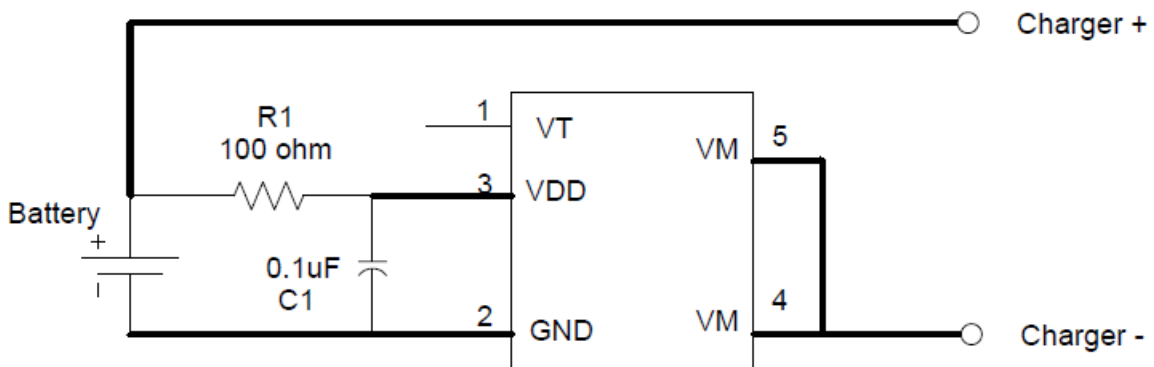 Charger +
R1
100 ohm
1
VT
5
VM
3
VDD
Battery
+
-
0.1uF
C1
4
2
GND
VM
Charger -